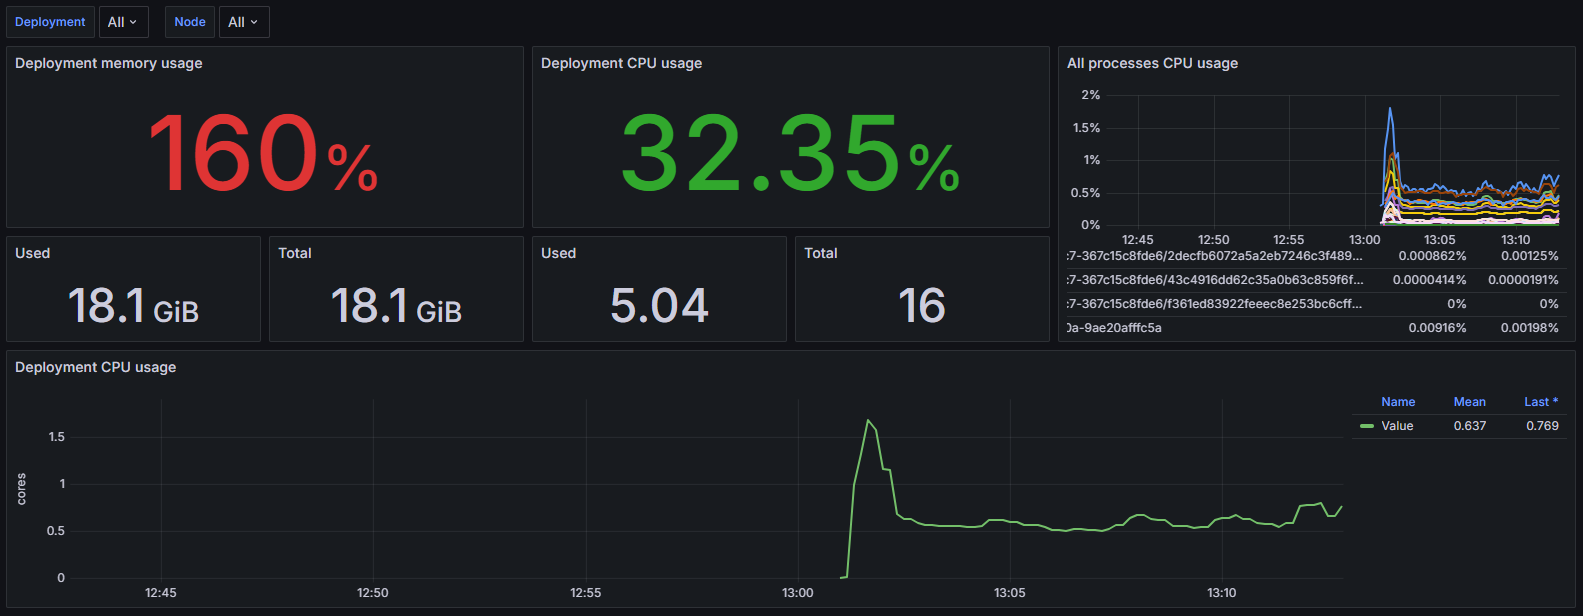 Deployment All Node All
Deployment memory usage
160%
Deployment CPU usage
32.35%
All processes CPU usage
2%
1.5%
1%
0.5%
0%
12:45 12:50 12:55 13:00 13:05 13:10
c7-367c15c8fde6/2decfb6072a5a2eb7246c3f489... 0.000862% 0.00125%
c7-367c15c8fde6/43c4916dd62c35a0b63c859f6f... 0.0000414% 0.0000191%
c7-367c15c8fde6/f361ed83922feeec8e253bc6cff... 0% 0%
0a-9ae20afffc5a 0.00916% 0.00198%
Used
18.1 GiB
Total
18.1 GiB
Used
5.04
Total
16
Deployment CPU usage
cores
1.5
1
0.5
0
12:45 12:50 12:55 13:00 13:05 13:10
Name Mean Last *
Value 0.637 0.769